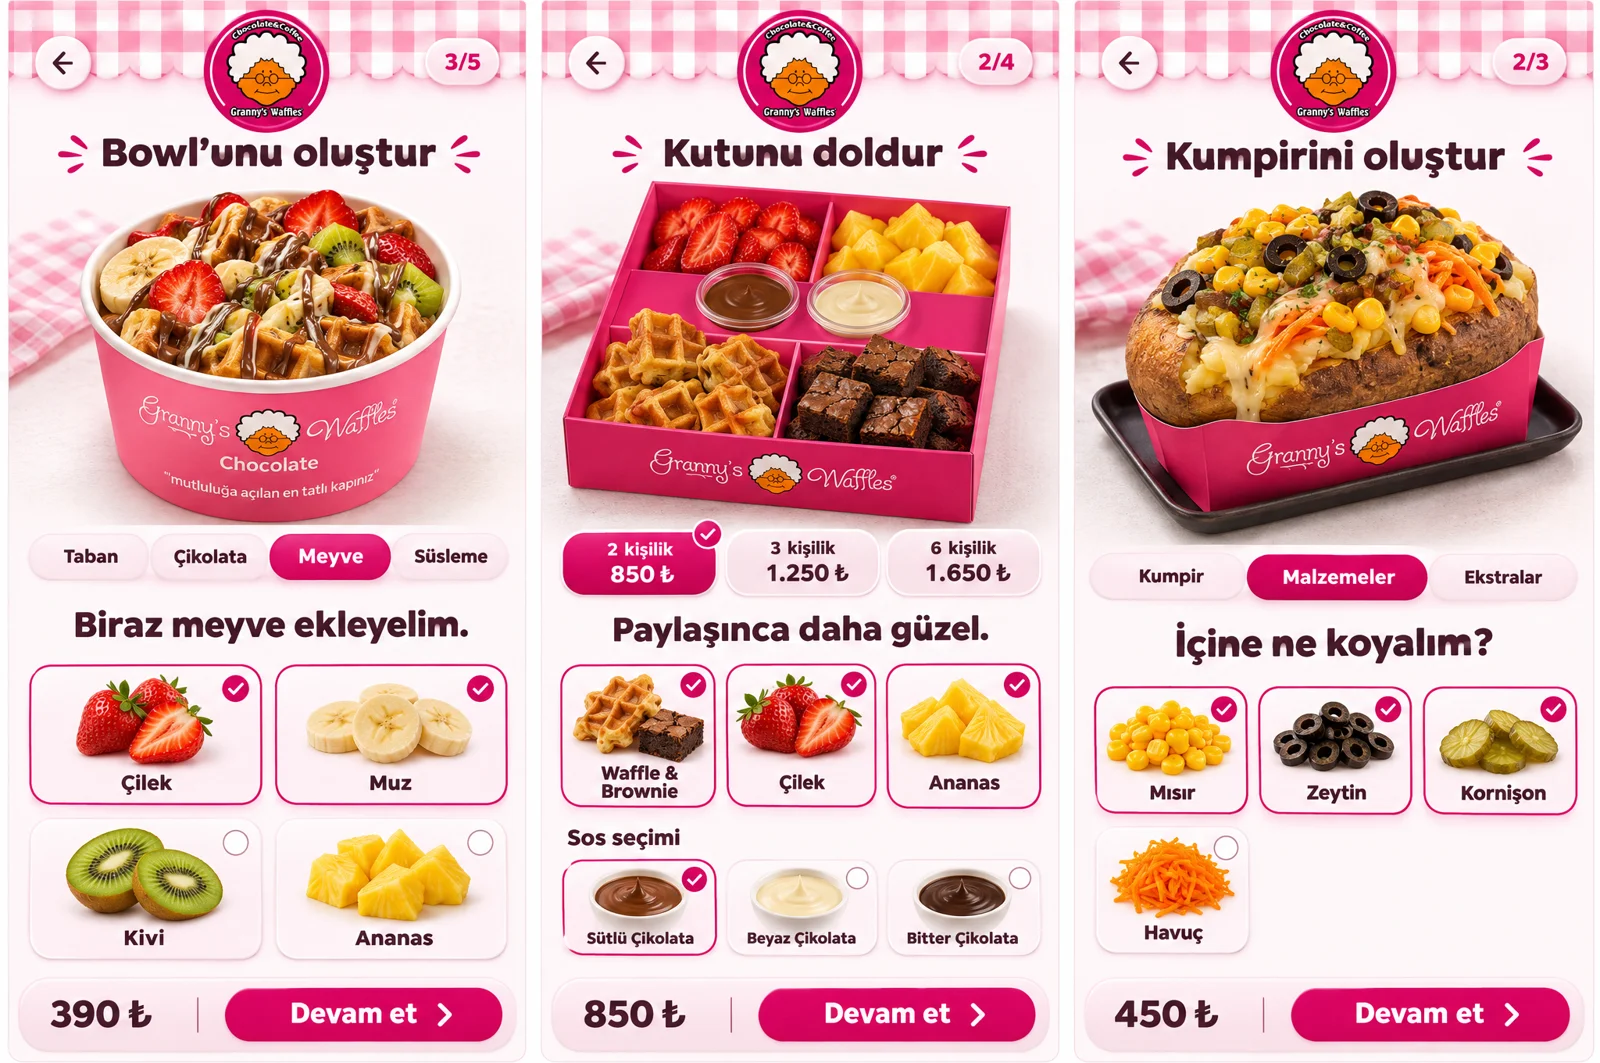 Chocolate&Coffee
Granny's Waffles
3/5
Bowl'unu oluştur
Granny's Waffles®
Chocolate
"mutluluğa açılan en tatlı kapınız"
Taban
Çikolata
Meyve
Süsleme
Biraz meyve ekleyelim.
Çilek
Muz
Kivi
Ananas
390 ₺
Devam et
Chocolate&Coffee
Granny's Waffles
2/4
Kutunu doldur
Granny's Waffles®
2 kişilik
850 ₺
3 kişilik
1.250 ₺
6 kişilik
1.650 ₺
Paylaşınca daha güzel.
Waffle &
Brownie
Çilek
Ananas
Sos seçimi
Sütlü Çikolata
Beyaz Çikolata
Bitter Çikolata
850 ₺
Devam et
Chocolate&Coffee
Granny's Waffles
2/3
Kumpirini oluştur
Granny's Waffles®
Kumpir
Malzemeler
Ekstralar
İçine ne koyalım?
Mısır
Zeytin
Kornişon
Havuç
450 ₺
Devam et